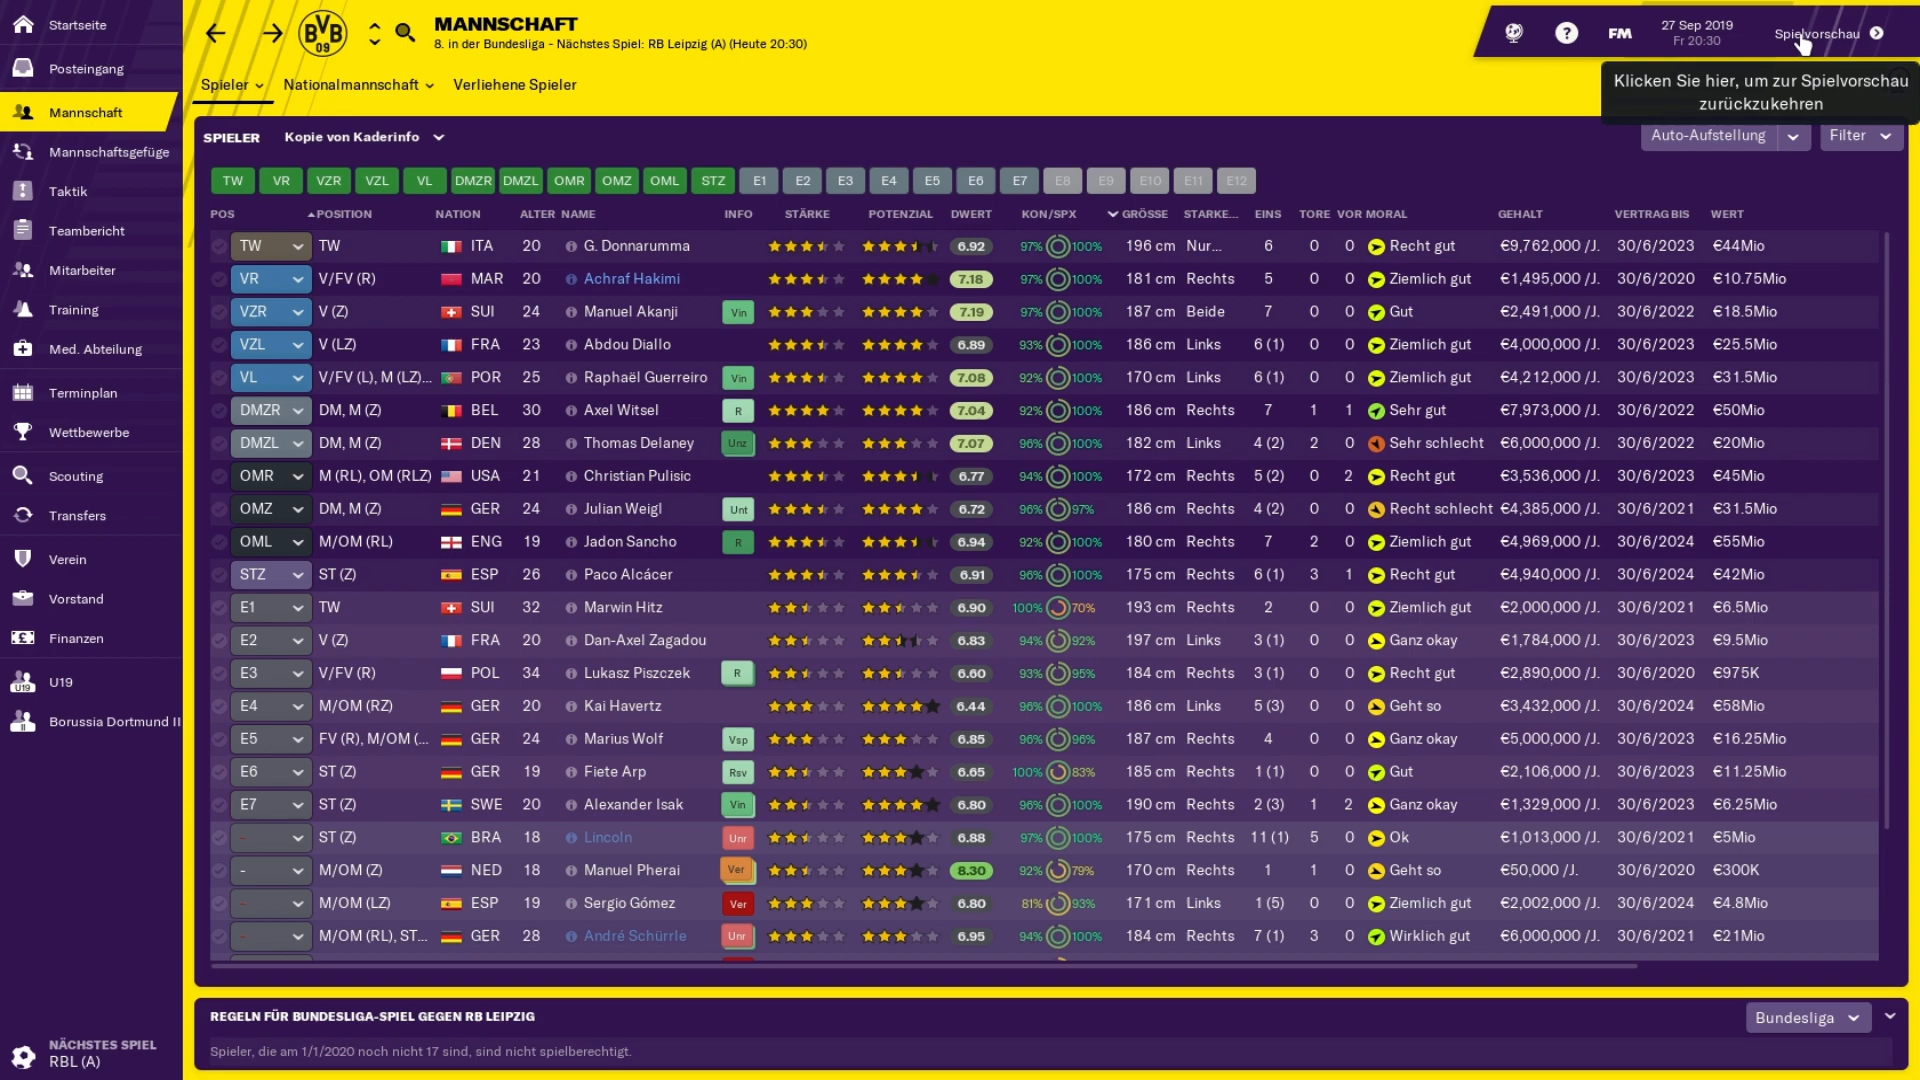 Startseite
Posteingang
Mannschaft
Mannschaftsgefüge
Taktik
Teambericht
Mitarbeiter
Training
Med. Abteilung
Terminplan
Wettbewerbe
Scouting
Transfers
Verein
Vorstand
Finanzen
U19
Borussia Dortmund II
NÄCHSTES SPIEL
RBL (A)
BVB 09
MANNSCHAFT
8. in der Bundesliga - Nächstes Spiel: RB Leipzig (A) (Heute 20:30)
FM
27 Sep 2019
Fr 20:30
Spielvorschau
Klicken Sie hier, um zur Spielvorschau
zurückzukehren
Spieler Nationalmannschaft Verliehene Spieler
SPIELER Kopie von Kaderinfo Auto-Aufstellung Filter
TW VR VZR VZL VL DMZR DMZL OMR OMZ OML STZ E1 E2 E3 E4 E5 E6 E7 E8 E9 E10 E11 E12
POS POSITION NATION ALTER NAME INFO STÄRKE POTENZIAL DWERT KON/SPX GRÖSSE STARKE... EINS TORE VOR MORAL GEHALT VERTRAG BIS WERT
TW TW ITA 20 G. Donnarumma 6.92 97% 100% 196 cm Nur... 6 0 0 Recht gut €9,762,000 /J. 30/6/2023 €44Mio
VR V/FV (R) MAR 20 Achraf Hakimi 7.18 97% 100% 181 cm Rechts 5 0 0 Ziemlich gut €1,495,000 /J. 30/6/2020 €10.75Mio
VZR V (Z) SUI 24 Manuel Akanji Vin 7.19 97% 100% 187 cm Beide 7 0 0 Gut €2,491,000 /J. 30/6/2022 €18.5Mio
VZL V (LZ) FRA 23 Abdou Diallo 6.89 93% 100% 186 cm Links 6 (1) 0 0 Ziemlich gut €4,000,000 /J. 30/6/2023 €25.5Mio
VL V/FV (L), M (LZ)... POR 25 Raphaël Guerreiro Vin 7.08 92% 100% 170 cm Links 6 (1) 0 0 Ziemlich gut €4,212,000 /J. 30/6/2023 €31.5Mio
DMZR DM, M (Z) BEL 30 Axel Witsel R 7.04 92% 100% 186 cm Rechts 7 1 1 Sehr gut €7,973,000 /J. 30/6/2022 €50Mio
DMZL DM, M (Z) DEN 28 Thomas Delaney Unz 7.07 96% 100% 182 cm Links 4 (2) 2 0 Sehr schlecht €6,000,000 /J. 30/6/2022 €20Mio
OMR M (RL), OM (RLZ) USA 21 Christian Pulisic 6.77 94% 100% 172 cm Rechts 5 (2) 0 2 Recht gut €3,536,000 /J. 30/6/2023 €45Mio
OMZ DM, M (Z) GER 24 Julian Weigl Unt 6.72 96% 97% 186 cm Rechts 4 (2) 0 0 Recht schlecht €4,385,000 /J. 30/6/2021 €31.5Mio
OML M/OM (RL) ENG 19 Jadon Sancho R 6.94 92% 100% 180 cm Rechts 7 2 0 Ziemlich gut €4,969,000 /J. 30/6/2024 €55Mio
STZ ST (Z) ESP 26 Paco Alcácer 6.91 96% 100% 175 cm Rechts 6 (1) 3 1 Recht gut €4,940,000 /J. 30/6/2024 €42Mio
E1 TW SUI 32 Marwin Hitz 6.90 100% 70% 193 cm Rechts 2 0 0 Ziemlich gut €2,000,000 /J. 30/6/2021 €6.5Mio
E2 V (Z) FRA 20 Dan-Axel Zagadou 6.83 94% 92% 197 cm Links 3 (1) 0 0 Ganz okay €1,784,000 /J. 30/6/2023 €9.5Mio
E3 V/FV (R) POL 34 Lukasz Piszczek R 6.60 93% 95% 184 cm Rechts 3 (1) 0 0 Recht gut €2,890,000 /J. 30/6/2020 €975K
E4 M/OM (RZ) GER 20 Kai Havertz 6.44 96% 100% 186 cm Links 5 (3) 0 0 Geht so €3,432,000 /J. 30/6/2024 €58Mio
E5 FV (R), M/OM (... GER 24 Marius Wolf Vsp 6.85 96% 96% 187 cm Rechts 4 0 0 Ganz okay €5,000,000 /J. 30/6/2023 €16.25Mio
E6 ST (Z) GER 19 Fiete Arp Rsv 6.65 100% 83% 185 cm Rechts 1 (1) 0 0 Gut €2,106,000 /J. 30/6/2023 €11.25Mio
E7 ST (Z) SWE 20 Alexander Isak Vin 6.80 96% 100% 190 cm Rechts 2 (3) 1 2 Ganz okay €1,329,000 /J. 30/6/2023 €6.25Mio
- ST (Z) BRA 18 Lincoln Unr 6.88 97% 100% 175 cm Rechts 11 (1) 5 0 Ok €1,013,000 /J. 30/6/2021 €5Mio
- M/OM (Z) NED 18 Manuel Pherai Ver 8.30 92% 79% 170 cm Rechts 1 1 0 Geht so €50,000 /J. 30/6/2020 €300K
- M/OM (LZ) ESP 19 Sergio Gómez Ver 6.80 81% 93% 171 cm Links 1 (5) 0 0 Ziemlich gut €2,002,000 /J. 30/6/2024 €4.8Mio
- M/OM (RL), ST... GER 28 André Schürrle Unr 6.95 94% 100% 184 cm Rechts 7 (1) 3 0 Wirklich gut €6,000,000 /J. 30/6/2021 €21Mio
REGELN FÜR BUNDESLIGA-SPIEL GEGEN RB LEIPZIG Bundesliga
Spieler, die am 1/1/2020 noch nicht 17 sind, sind nicht spielberechtigt.